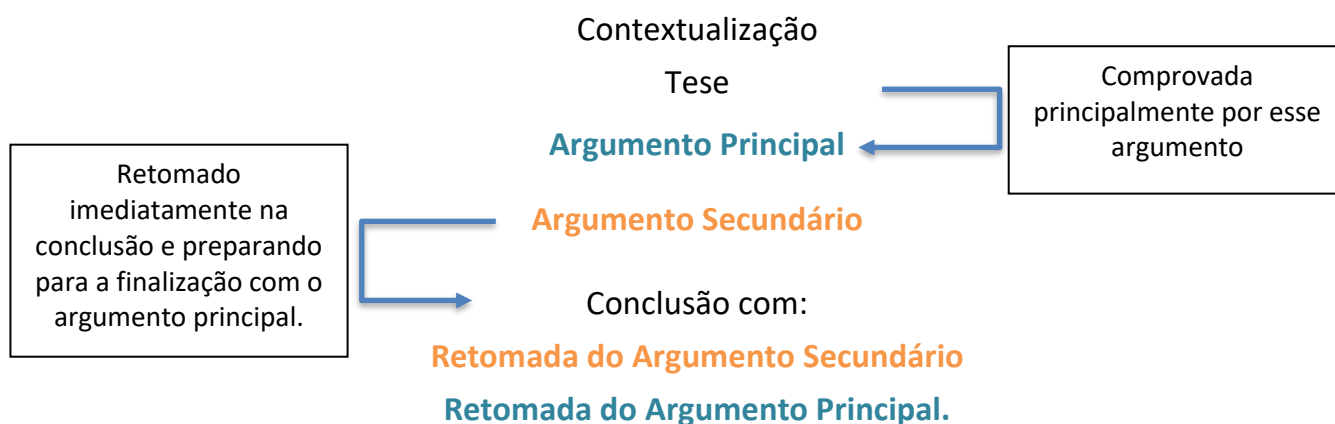 Contextualização
Tese
Comprovada
principalmente por esse
argumento
Argumento Principal
Retomado
imediatamente na
conclusão e preparando
para a finalização com o
argumento principal.
Argumento Secundário
Conclusão com:
Retomada do Argumento Secundário
Retomada do Argumento Principal.